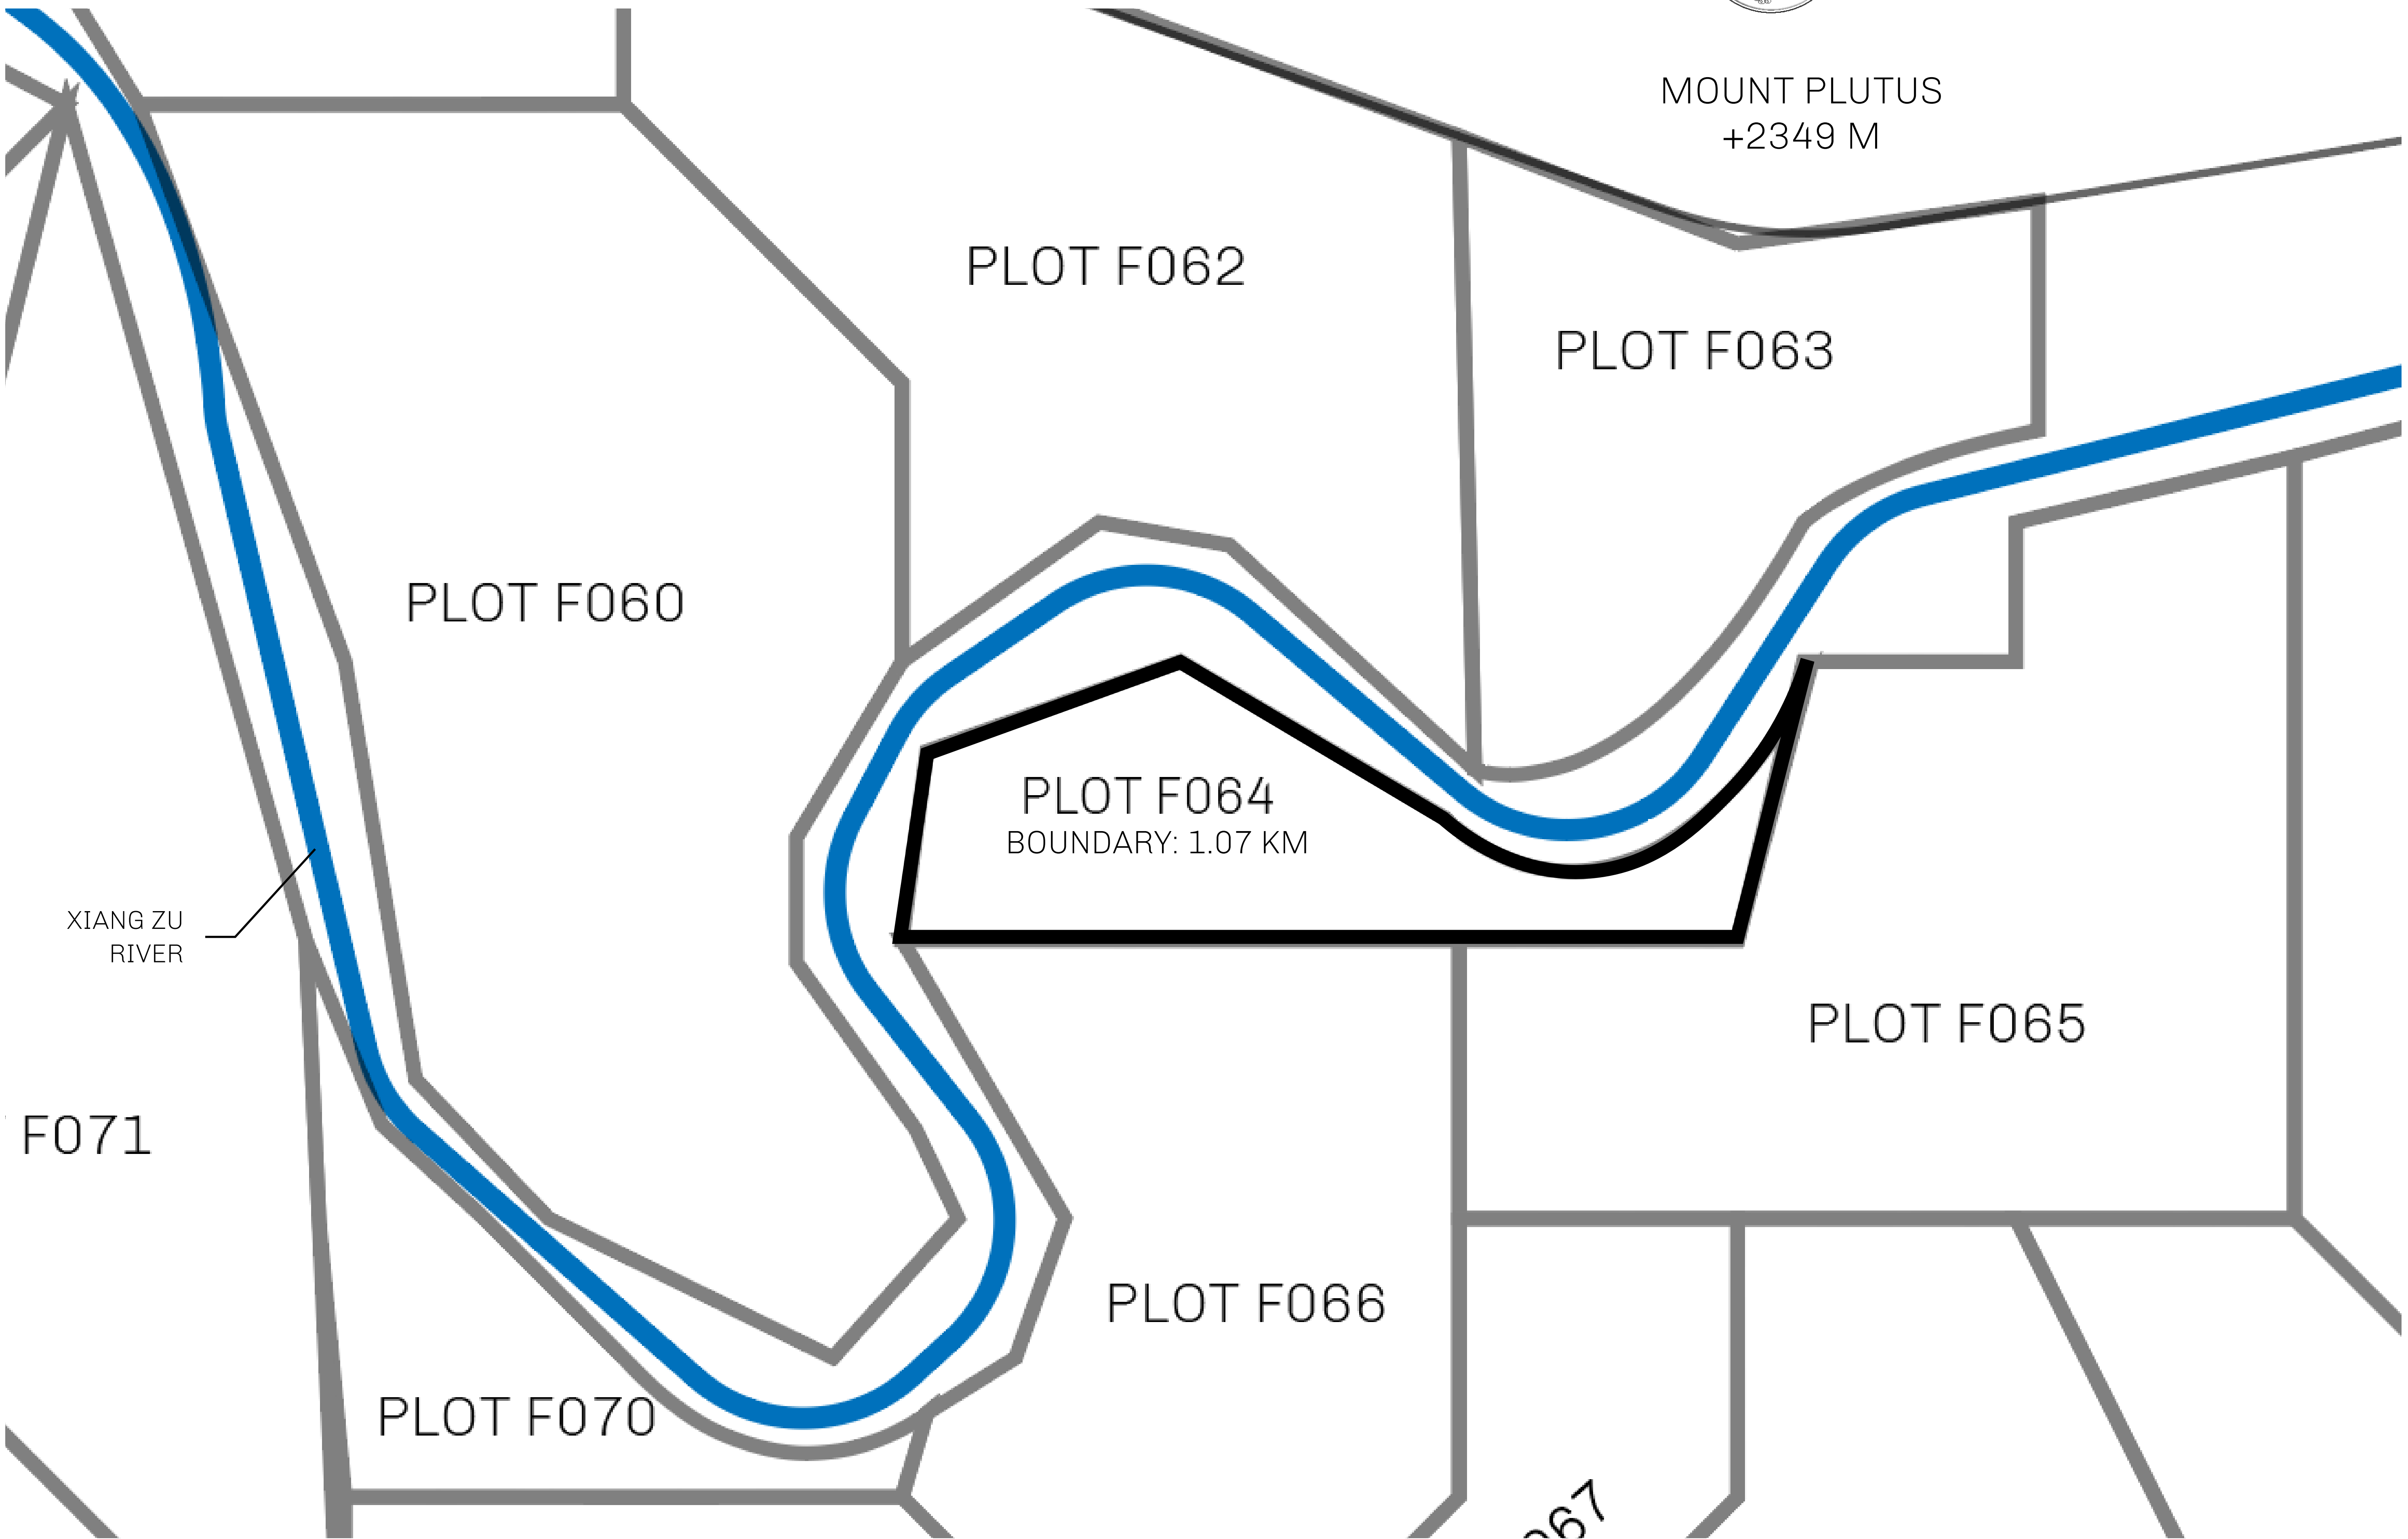 MOUNT PLUTUS
+2349 M
PLOT F062
PLOT F063
PLOT F060
PLOT F064
BOUNDARY: 1.07 KM
XIANG ZU
RIVER
PLOT F065
F071
PLOT F066
PLOT F070
067